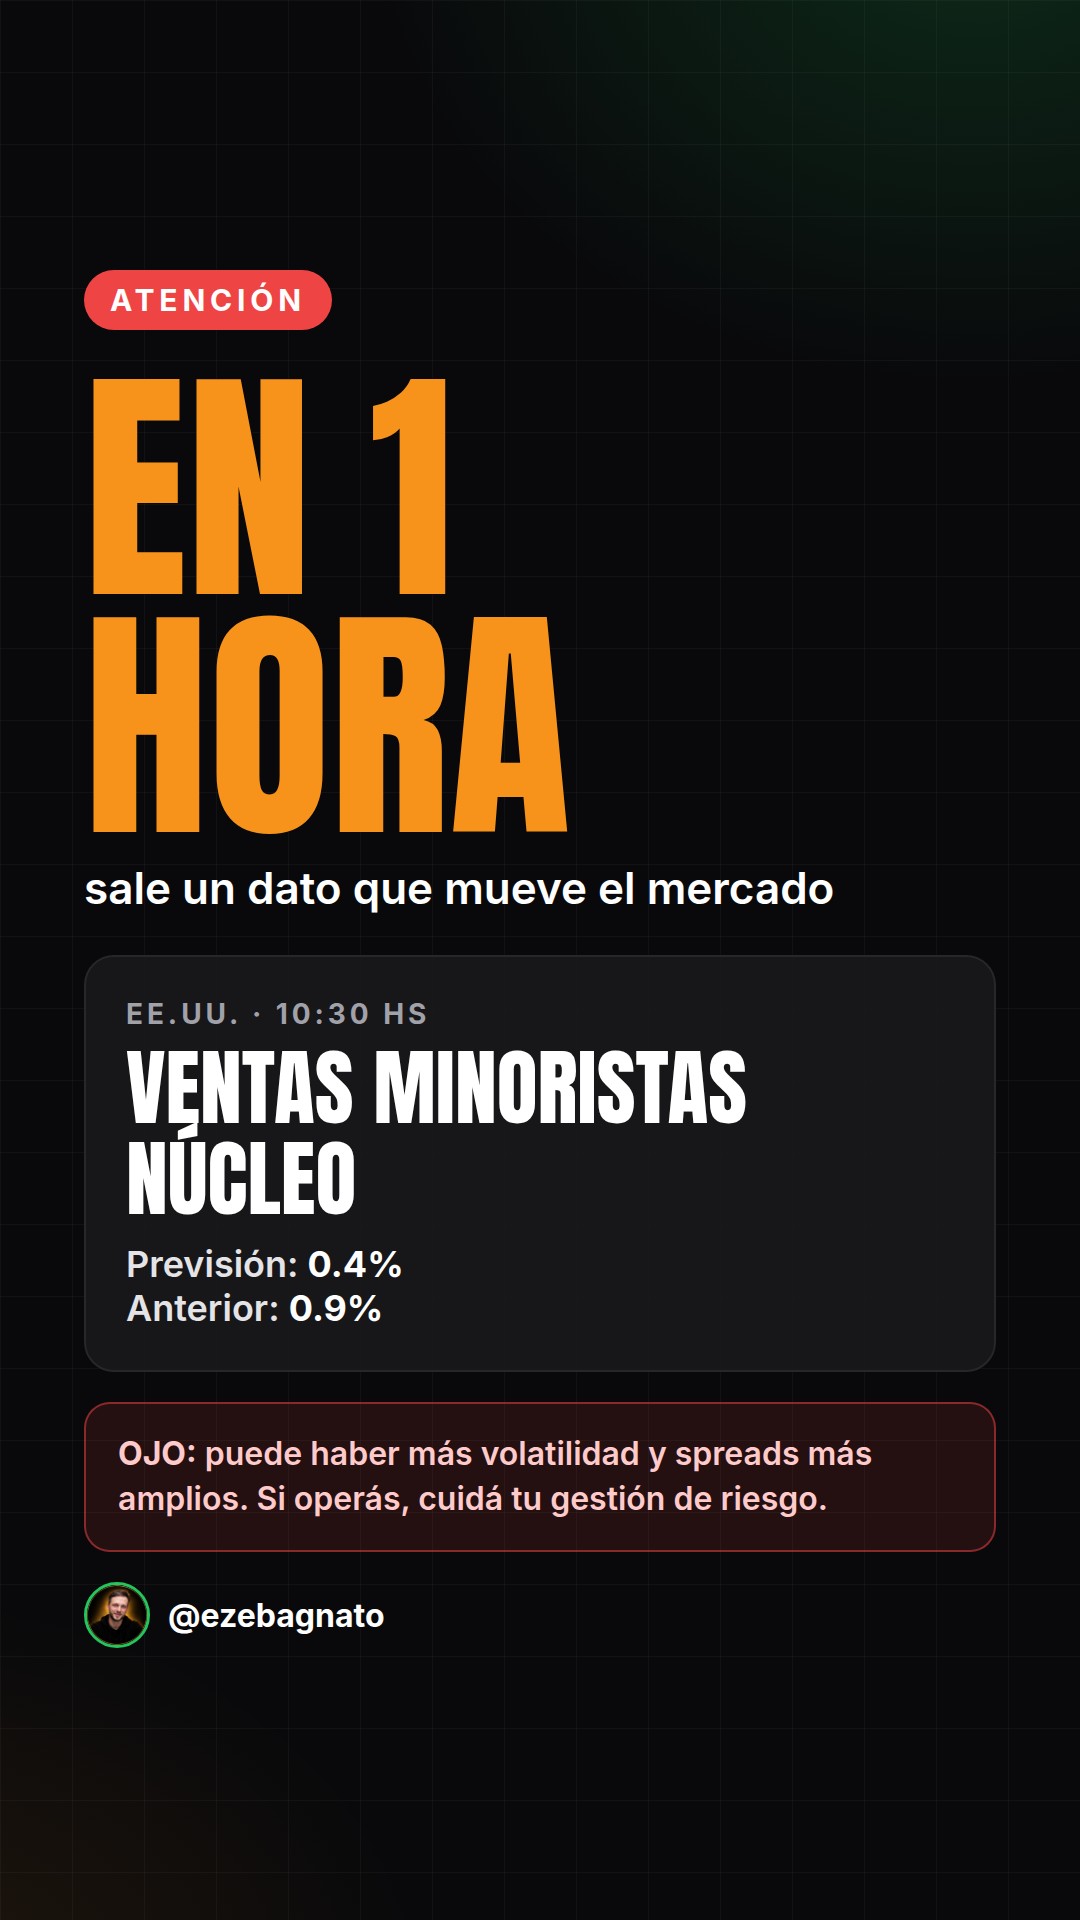 ATENCIÓN
EN 1
HORA
sale un dato que mueve el mercado
EE.UU. · 10:30 HS
VENTAS MINORISTAS
NÚCLEO
Previsión: 0.4%
Anterior: 0.9%
OJO: puede haber más volatilidad y spreads más
amplios. Si operás, cuidá tu gestión de riesgo.
@ezebagnato